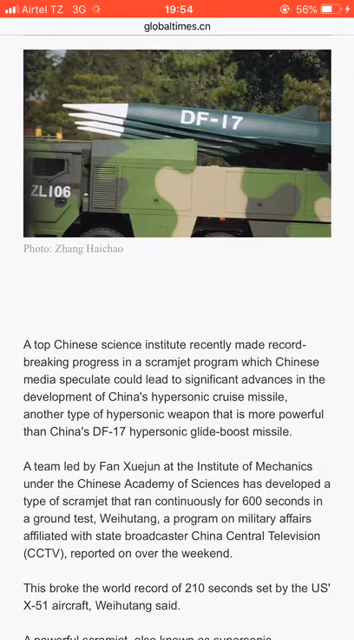 Airtel TZ 3G 19:54 56%
globaltimes.cn
DF-17
ZL106
Photo: Zhang Haichao
A top Chinese science institute recently made record-
breaking progress in a scramjet program which Chinese
media speculate could lead to significant advances in the
development of China's hypersonic cruise missile,
another type of hypersonic weapon that is more powerful
than China's DF-17 hypersonic glide-boost missile.
A team led by Fan Xuejun at the Institute of Mechanics
under the Chinese Academy of Sciences has developed a
type of scramjet that ran continuously for 600 seconds in
a ground test, Weihutang, a program on military affairs
affiliated with state broadcaster China Central Television
(CCTV), reported on over the weekend.
This broke the world record of 210 seconds set by the US'
X-51 aircraft, Weihutang said.
A powerful scramjet, also known as supersonic